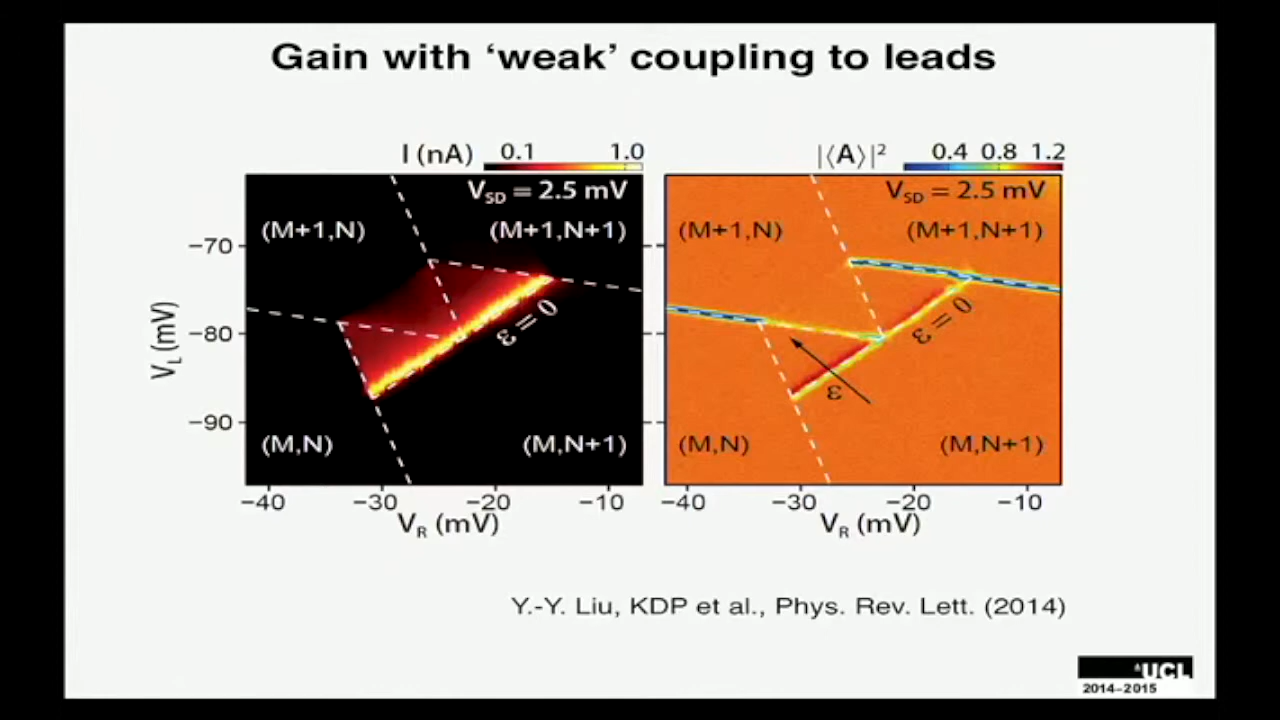 Gain with ‘weak’ coupling to leads
I (nA) 0.1 1.0
V_SD = 2.5 mV
(M+1,N) (M+1,N+1)
ε = 0
(M,N) (M,N+1)
−70
−80
−90
V_L (mV)
−40 −30 −20 −10
V_R (mV)
|⟨A⟩|² 0.4 0.8 1.2
V_SD = 2.5 mV
(M+1,N) (M+1,N+1)
ε = 0
ε
(M,N) (M,N+1)
−40 −30 −20 −10
V_R (mV)
Y.-Y. Liu, KDP et al., Phys. Rev. Lett. (2014)
UCL
2014–2015